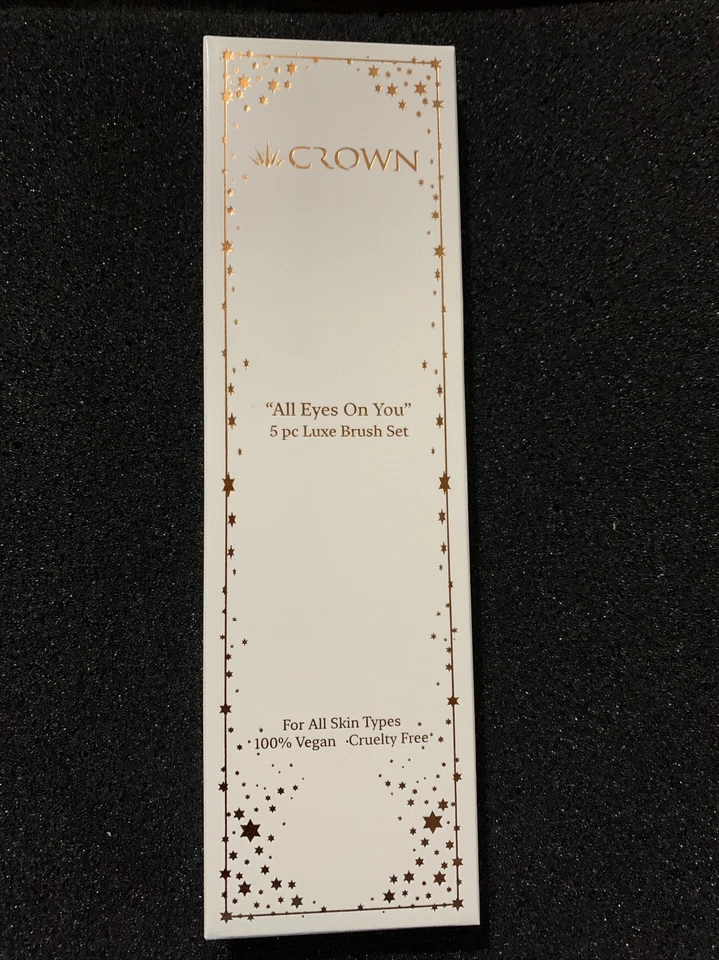 CROWN
“All Eyes On You”
5 pc Luxe Brush Set
For All Skin Types
100% Vegan ·Cruelty Free